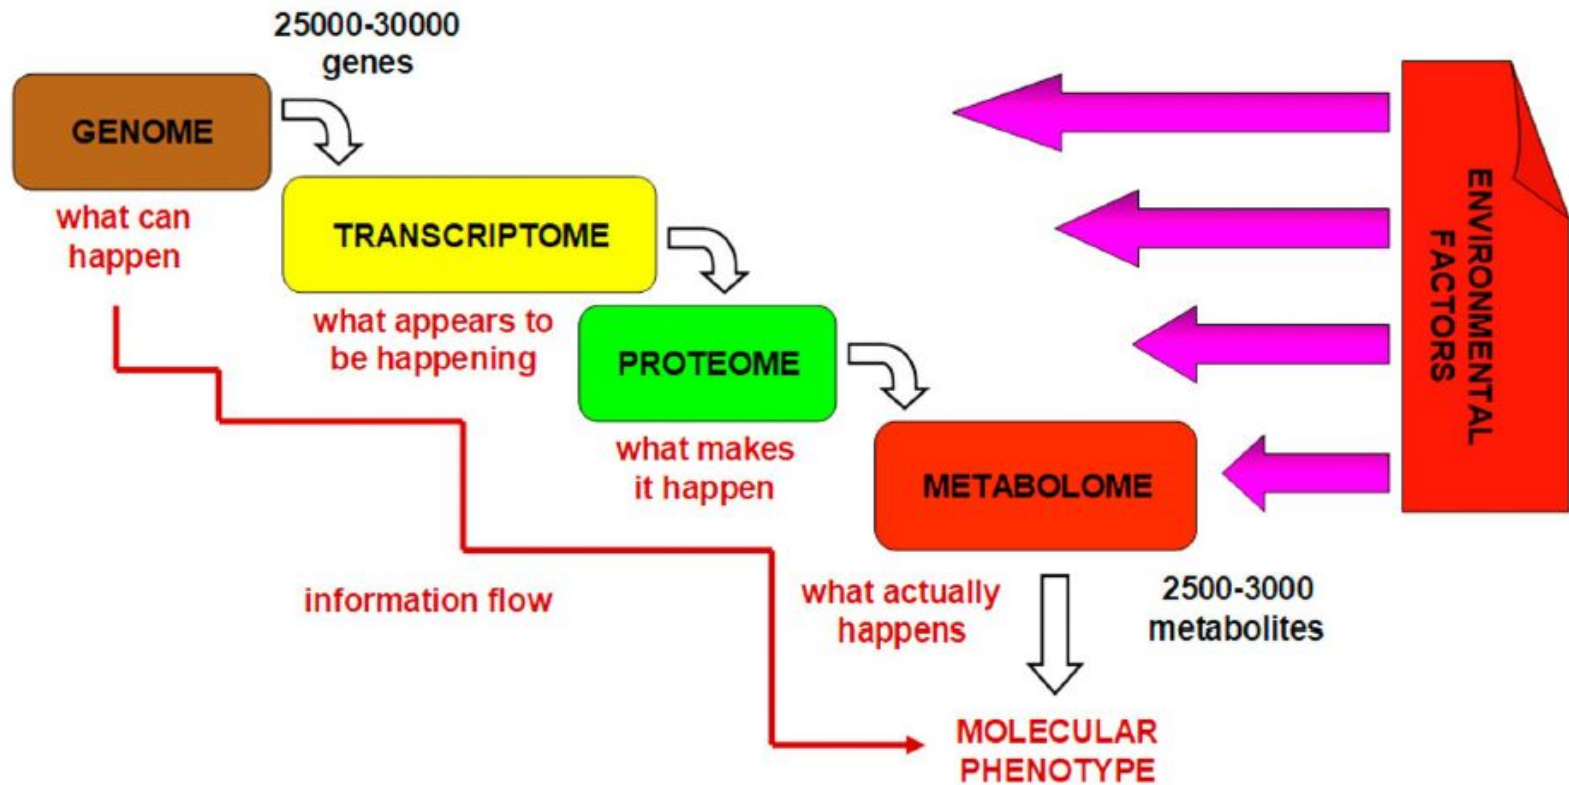 25000-30000
genes
GENOME
what can
happen
TRANSCRIPTOME
what appears to
be happening
PROTEOME
what makes
it happen
METABOLOME
what actually
happens
2500-3000
metabolites
information flow
MOLECULAR
PHENOTYPE
ENVIRONMENTAL
FACTORS